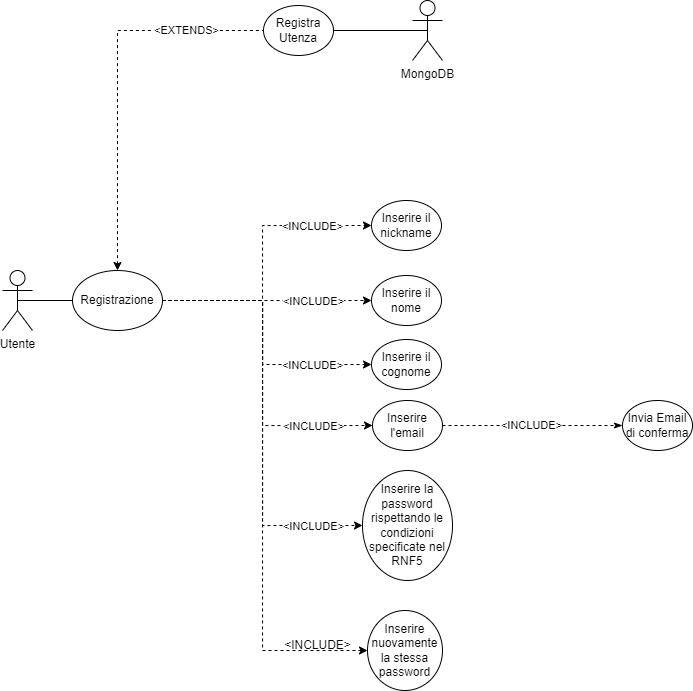 Registra
Utenza
<EXTENDS>
MongoDB
Inserire il
nickname
<INCLUDE>
Utente
Registrazione
<INCLUDE>
Inserire il
nome
<INCLUDE>
Inserire il
cognome
<INCLUDE>
Inserire
l'email
<INCLUDE>
Invia Email
di conferma
<INCLUDE>
Inserire la
password
rispettando le
condizioni
specificate nel
RNF5
<INCLUDE>
Inserire
nuovamente
la stessa
password